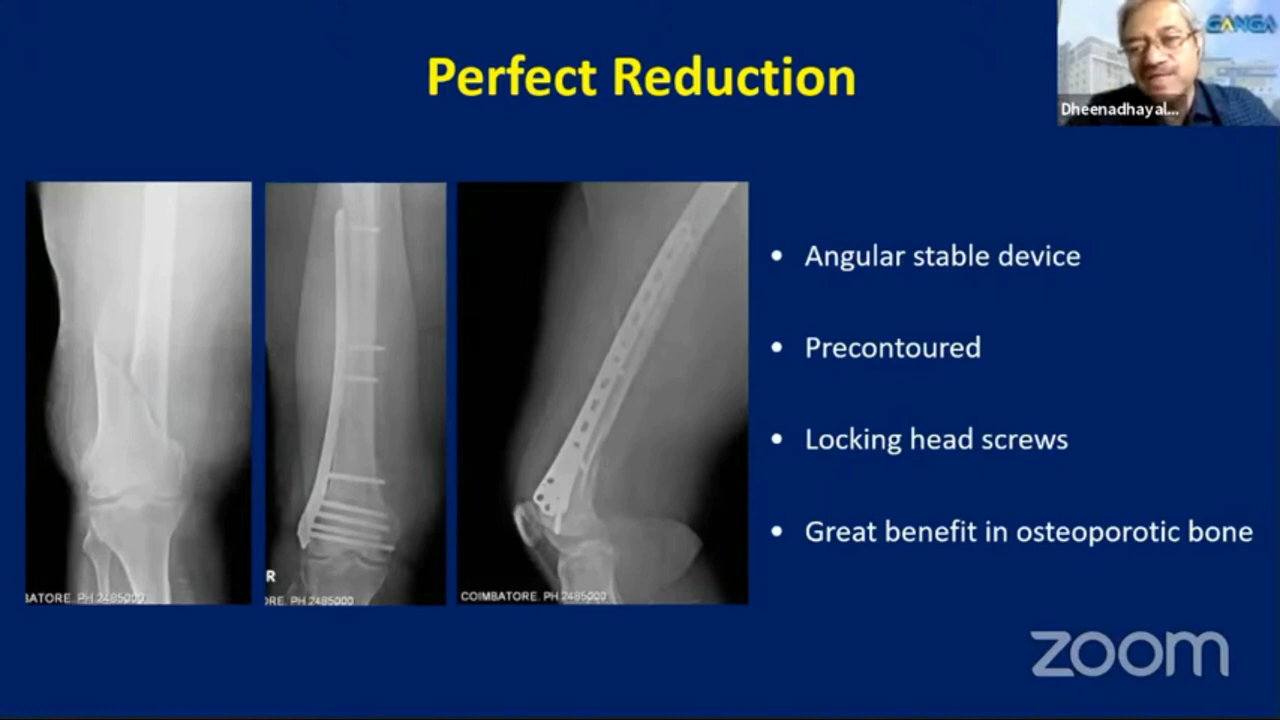 Perfect Reduction
GANGA
Dheenadhayal...
• Angular stable device
• Precontoured
• Locking head screws
• Great benefit in osteoporotic bone
R
BATORE. PH 2485000
ORE. PH 2485000
COIMBATORE. PH 2485000
zoom